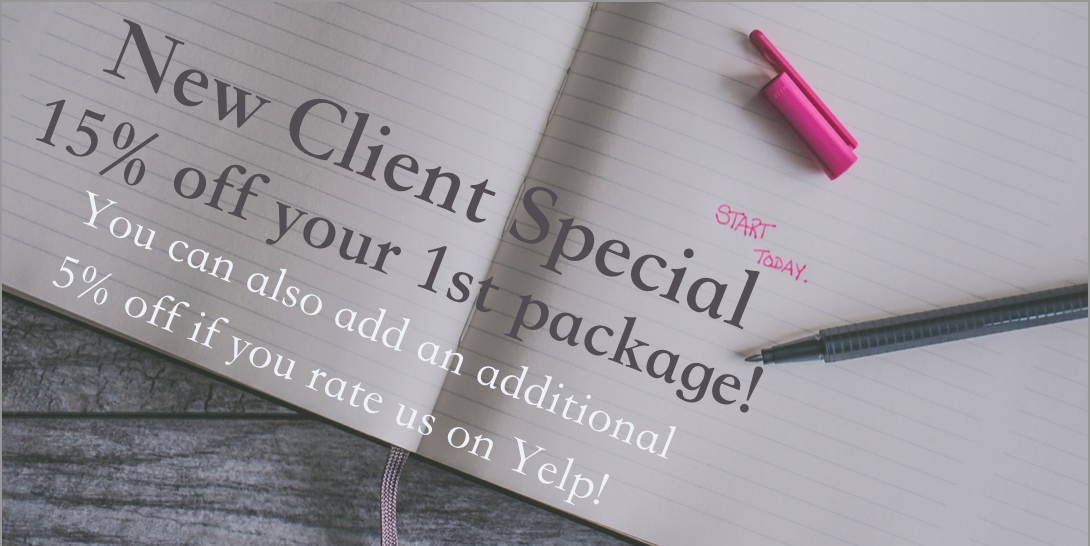 New Client Special
15% off your 1st package!
You can also add an additional
5% off if you rate us on Yelp!
START
TODAY.